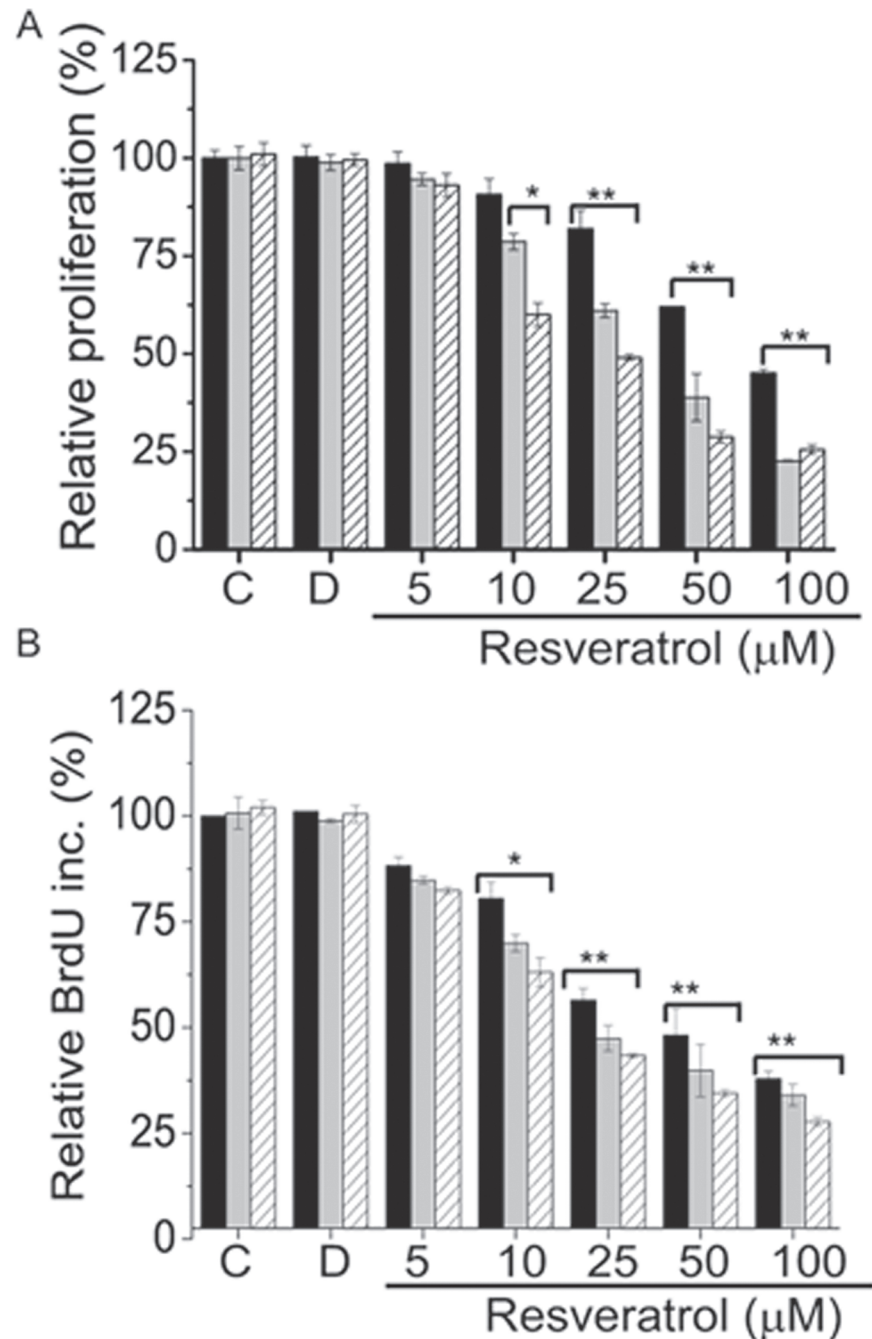 A
Relative proliferation (%)
125
100
75
50
25
0
*
**
**
**
C D 5 10 25 50 100
Resveratrol (μM)
B
Relative BrdU inc. (%)
125
100
75
50
25
0
*
**
**
**
C D 5 10 25 50 100
Resveratrol (μM)